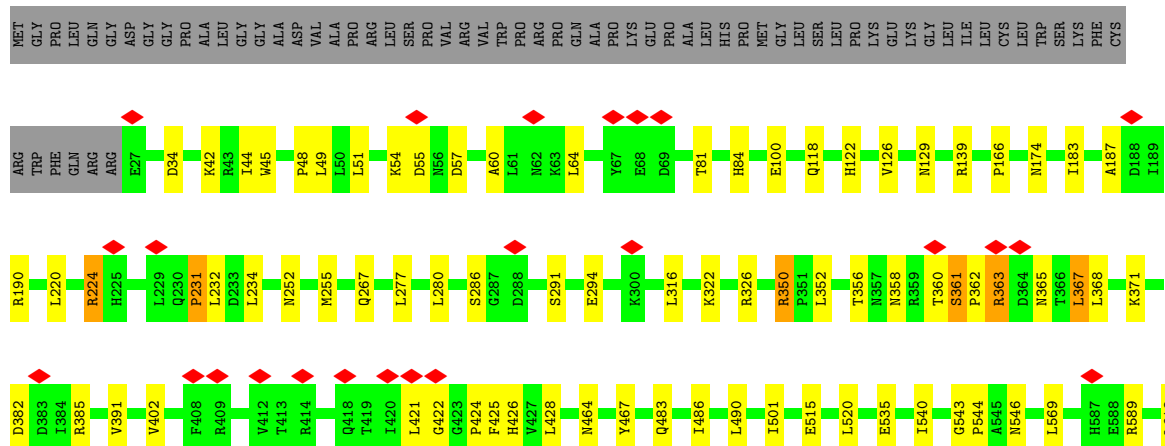 MET GLY PRO LEU GLN GLY ASP GLY GLY PRO ALA LEU GLY GLY ALA ASP VAL ALA PRO ARG LEU SER PRO VAL ARG VAL TRP PRO ARG PRO GLN ALA PRO LYS GLU PRO ALA LEU HIS PRO MET GLY LEU SER LEU LEU PRO LYS GLU LYS GLY LEU ILE LEU CYS LEU TRP SER LYS PHE CYS
ARG TRP PHE GLN ARG ARG E27 D34 K42 R43 I44 W45 P48 L49 L50 L51 K54 D55 N56 D57 A60 L61 N62 K63 L64 Y67 E68 D69 T81 H84 E100 Q118 H122 V126 N129 R139 P166 N174 I183 A187 D188 I189
R190 L220 R224 H225 L229 Q230 P231 L232 D233 L234 N252 M255 Q267 L277 L280 S286 G287 D288 S291 E294 K300 L316 K322 R326 R350 P351 L352 T356 N357 N358 R359 T360 S361 P362 R363 D364 N365 T366 L367 L368 K371
D382 D383 I384 R385 V391 V402 F408 R409 V412 T413 R414 Q418 T419 I420 L421 G422 G423 P424 F425 H426 V427 L428 N464 Y467 Q483 I486 L490 I501 E515 L520 E535 I540 G543 P544 A545 N546 L569 H587 E588 R589